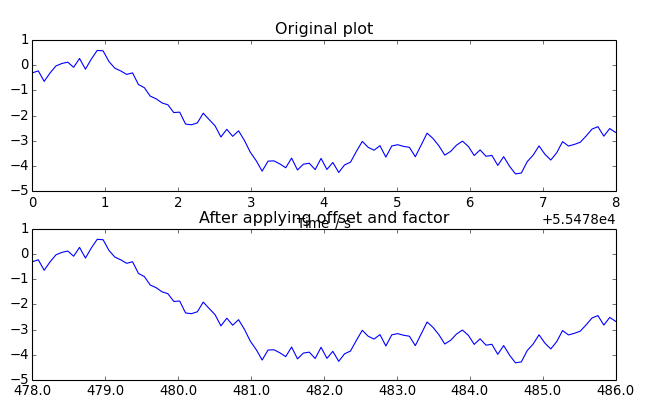 Original plot
1
0
−1
−2
−3
−4
−5
0 1 2 3 4 5 6 7 8
Time / s
After applying offset and factor
+5.5478e4
1
0
−1
−2
−3
−4
−5
478.0 479.0 480.0 481.0 482.0 483.0 484.0 485.0 486.0